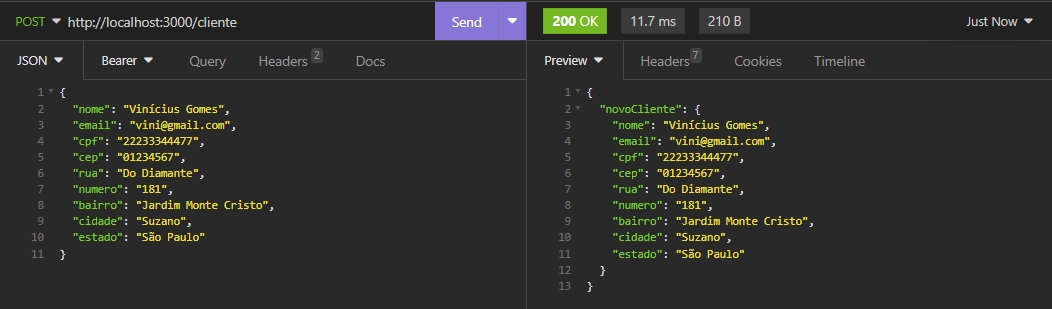 POST http://localhost:3000/cliente Send 200 OK 11.7 ms 210 B Just Now
JSON Bearer Query Headers 2 Docs Preview Headers 7 Cookies Timeline
1 {
2 "nome": "Vinícius Gomes",
3 "email": "vini@gmail.com",
4 "cpf": "22233344477",
5 "cep": "01234567",
6 "rua": "Do Diamante",
7 "numero": "181",
8 "bairro": "Jardim Monte Cristo",
9 "cidade": "Suzano",
10 "estado": "São Paulo"
11 }
1 {
2 "novoCliente": {
3 "nome": "Vinícius Gomes",
4 "email": "vini@gmail.com",
5 "cpf": "22233344477",
6 "cep": "01234567",
7 "rua": "Do Diamante",
8 "numero": "181",
9 "bairro": "Jardim Monte Cristo",
10 "cidade": "Suzano",
11 "estado": "São Paulo"
12 }
13 }